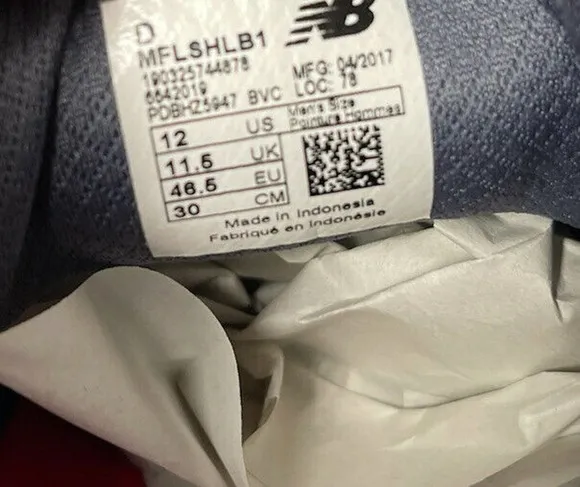 D
NB
MFLSHLB1
190325744878
6642019
PDBHZ5947 BVC
MFG: 04/2017
LOC: 78
Men's Size
Pointure Hommes
12 US
11.5 UK
46.5 EU
30 CM
Made in Indonesia
Fabriqué en Indonésie